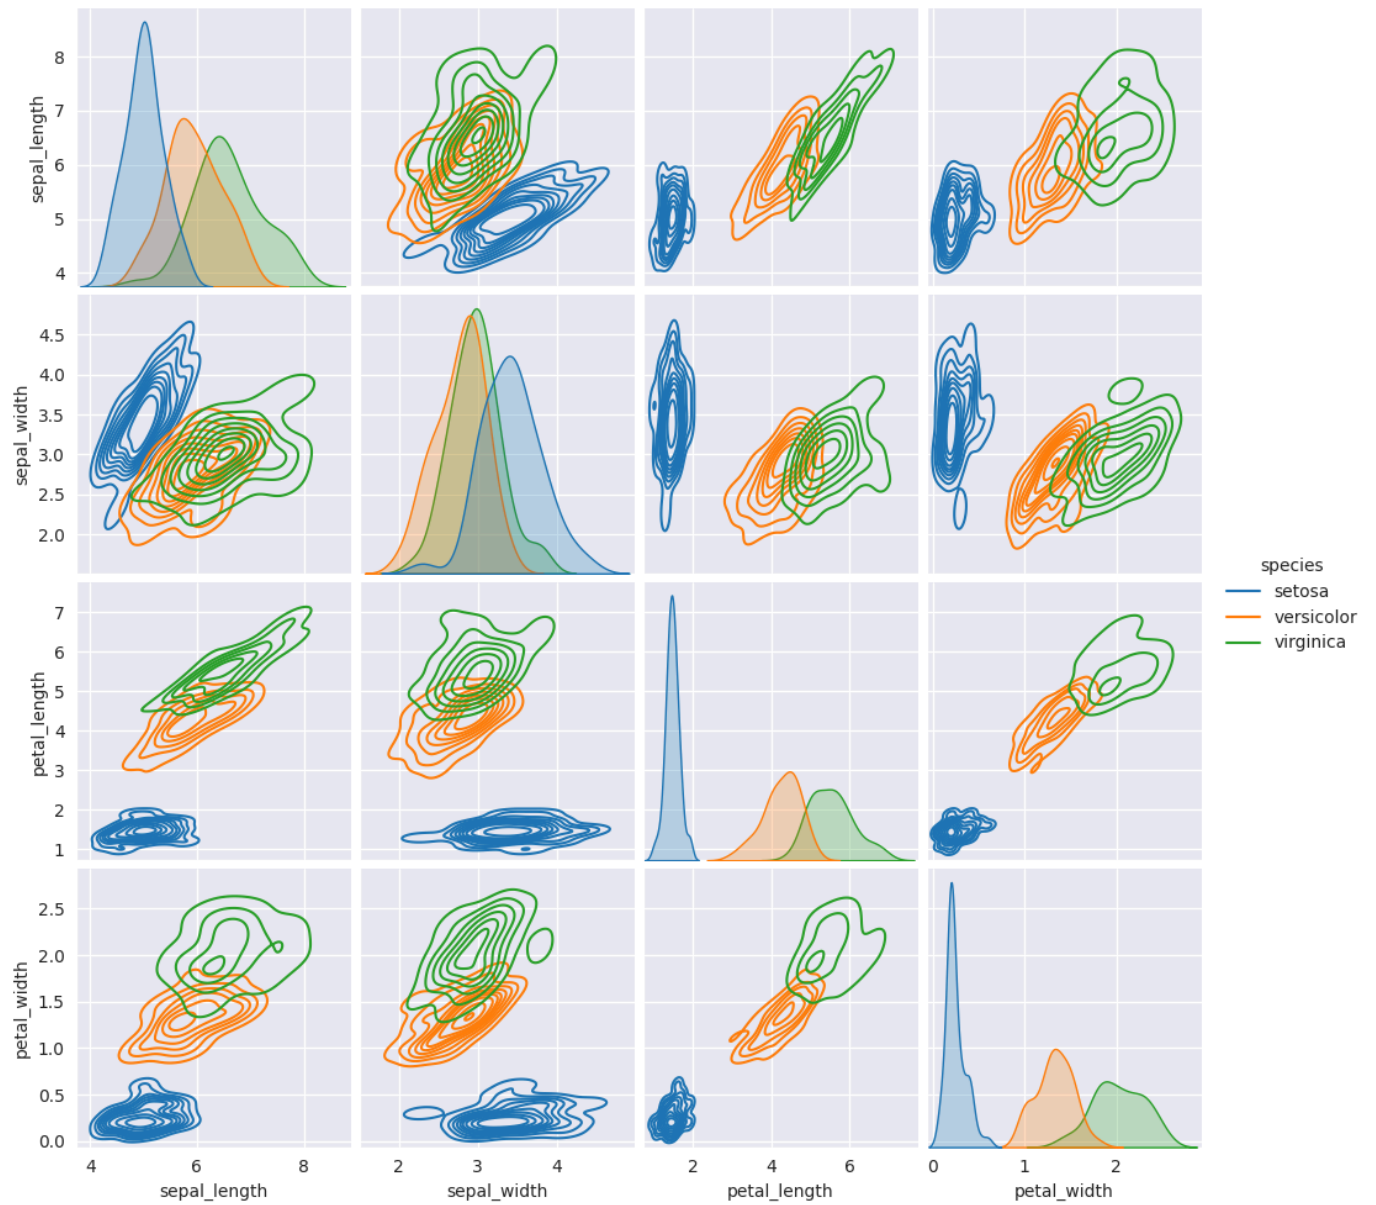 8
7
6
5
4
sepal_length
4.5
4.0
3.5
3.0
2.5
2.0
sepal_width
species
setosa
versicolor
virginica
7
6
5
4
3
2
1
petal_length
2.5
2.0
1.5
1.0
0.5
0.0
petal_width
4 6 8
sepal_length
2 3 4
sepal_width
2 4 6
petal_length
0 1 2
petal_width